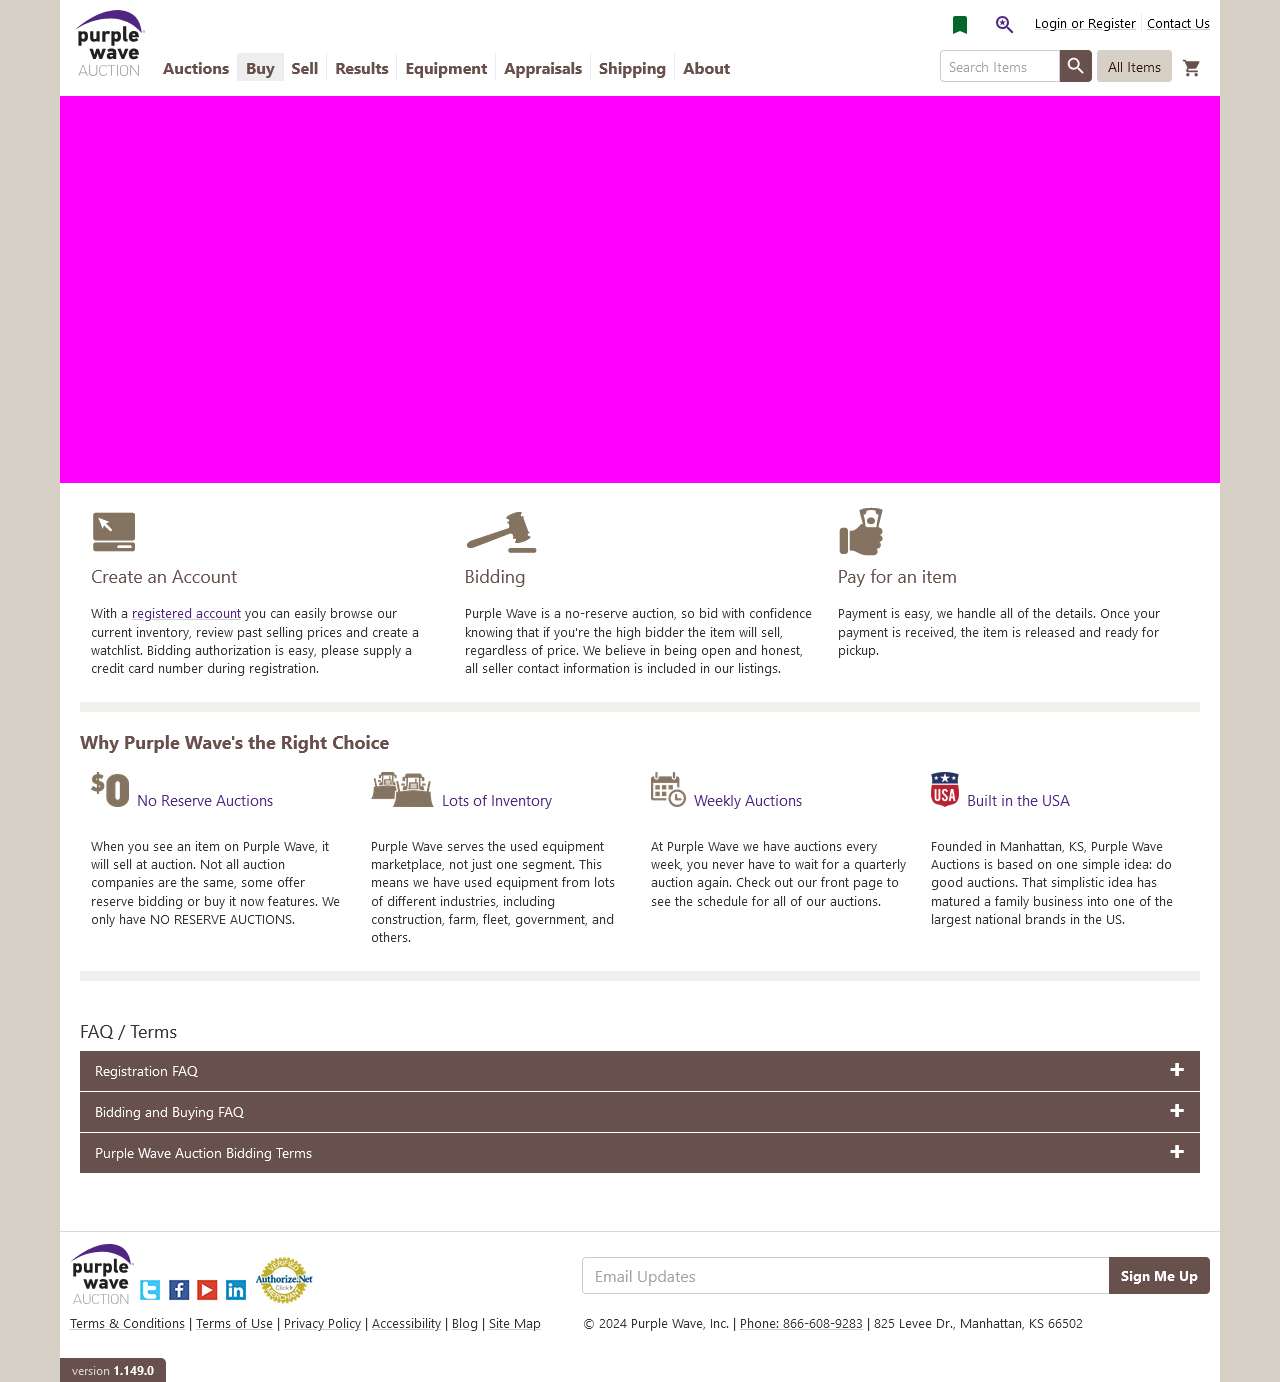 purple
wave
AUCTION
Login or Register
Contact Us
Auctions
Buy
Sell
Results
Equipment
Appraisals
Shipping
About
Search Items
All Items
Create an Account
With a registered account you can easily browse our
current inventory, review past selling prices and create a
watchlist. Bidding authorization is easy, please supply a
credit card number during registration.
Bidding
Purple Wave is a no-reserve auction, so bid with confidence
knowing that if you're the high bidder the item will sell,
regardless of price. We believe in being open and honest,
all seller contact information is included in our listings.
Pay for an item
Payment is easy, we handle all of the details. Once your
payment is received, the item is released and ready for
pickup.
Why Purple Wave's the Right Choice
$0 No Reserve Auctions
When you see an item on Purple Wave, it
will sell at auction. Not all auction
companies are the same, some offer
reserve bidding or buy it now features. We
only have NO RESERVE AUCTIONS.
Lots of Inventory
Purple Wave serves the used equipment
marketplace, not just one segment. This
means we have used equipment from lots
of different industries, including
construction, farm, fleet, government, and
others.
Weekly Auctions
At Purple Wave we have auctions every
week, you never have to wait for a quarterly
auction again. Check out our front page to
see the schedule for all of our auctions.
USA Built in the USA
Founded in Manhattan, KS, Purple Wave
Auctions is based on one simple idea: do
good auctions. That simplistic idea has
matured a family business into one of the
largest national brands in the US.
FAQ / Terms
Registration FAQ
Bidding and Buying FAQ
Purple Wave Auction Bidding Terms
purple
wave
AUCTION
Authorize.Net
Click
Email Updates
Sign Me Up
Terms & Conditions | Terms of Use | Privacy Policy | Accessibility | Blog | Site Map
© 2024 Purple Wave, Inc. | Phone: 866-608-9283 | 825 Levee Dr., Manhattan, KS 66502
version 1.149.0